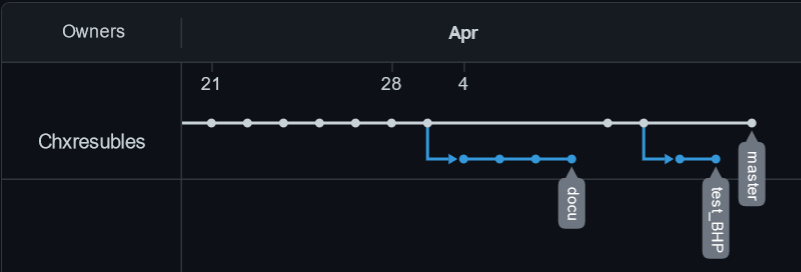 Owners
Apr
21
28
4
Chxresubles
master
docu
test_BHP